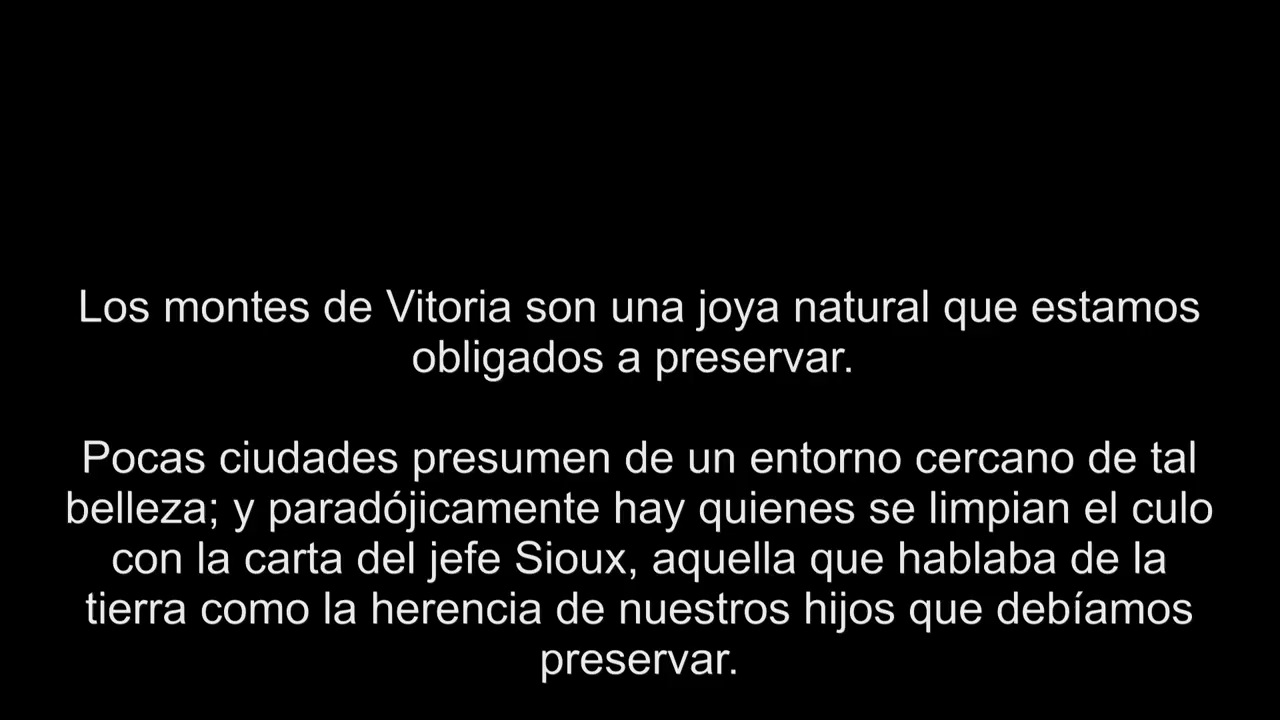 Los montes de Vitoria son una joya natural que estamos
obligados a preservar.
Pocas ciudades presumen de un entorno cercano de tal
belleza; y paradójicamente hay quienes se limpian el culo
con la carta del jefe Sioux, aquella que hablaba de la
tierra como la herencia de nuestros hijos que debíamos
preservar.